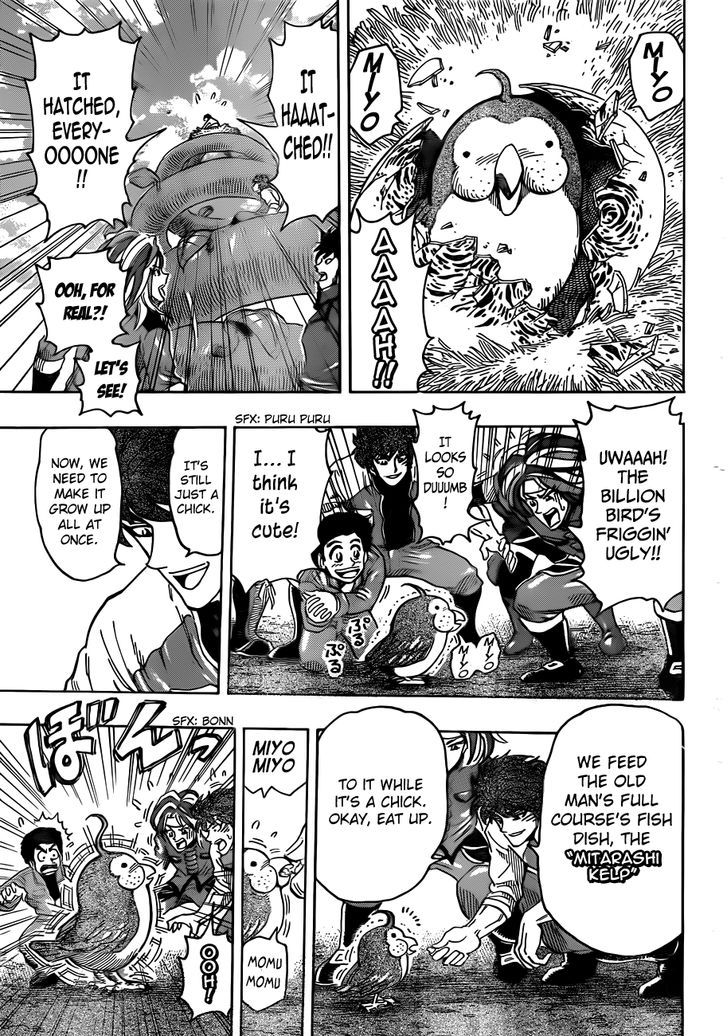 MIYO
MIYO
AAAAAH!!
IT
HAAAT-
CHED!!
IT
HATCHED,
EVERY-
OOOONE
!!
OOH, FOR
REAL?!
LET'S
SEE!
SFX: PURU PURU
UWAAAH!
THE
BILLION
BIRD'S
FRIGGIN'
UGLY!!
IT
LOOKS
SO
DUUUMB
!
I... I
think
it's
cute!
ぷる
ぷる
MIYO
MIYO
IT'S
STILL
JUST A
CHICK.
NOW, WE
NEED TO
MAKE IT
GROW UP
ALL AT
ONCE.
WE FEED
THE OLD
MAN'S FULL
COURSE'S FISH
DISH, THE
"MITARASHI
KELP"
TO IT WHILE
IT'S A CHICK.
OKAY, EAT UP.
MIYO
MIYO
MOMU
MOMU
SFX: BONN
ぼんっ
OOH!